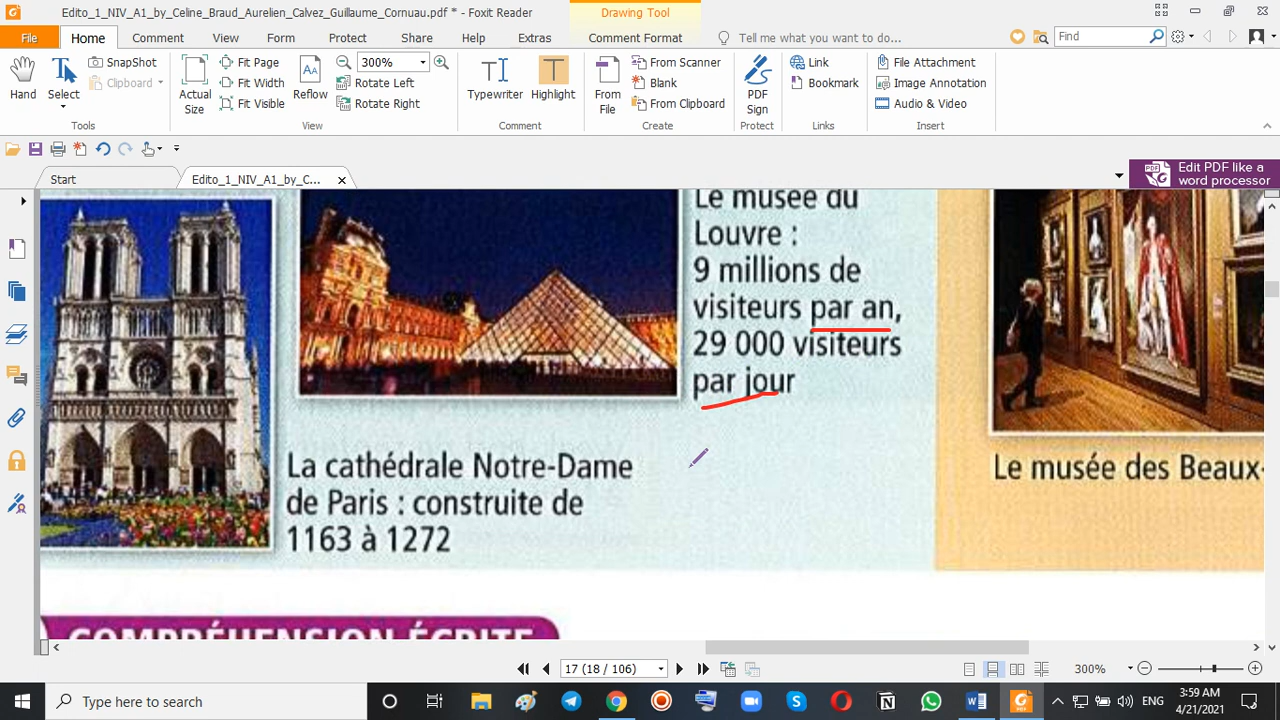 Edito_1_NIV_A1_by_Celine_Braud_Aurelien_Calvez_Guillaume_Cornuau.pdf * - Foxit Reader
Drawing Tool
File
Home
Comment
View
Form
Protect
Share
Help
Extras
Comment Format
Tell me what you want to do...
Find
Hand
Select
SnapShot
Clipboard
Actual Size
Fit Page
Fit Width
Fit Visible
Reflow
300%
Rotate Left
Rotate Right
Typewriter
Highlight
From File
From Scanner
Blank
From Clipboard
PDF Sign
Link
Bookmark
File Attachment
Image Annotation
Audio & Video
Tools
View
Comment
Create
Protect
Links
Insert
Start
Edito_1_NIV_A1_by_C...
Edit PDF like a
word processor
Le musée du
Louvre :
9 millions de
visiteurs par an,
29 000 visiteurs
par jour
La cathédrale Notre-Dame
de Paris : construite de
1163 à 1272
Le musée des Beaux-
COMPRÉHENSION ÉCRITE
17 (18 / 106)
300%
Type here to search
ENG
3:59 AM
4/21/2021